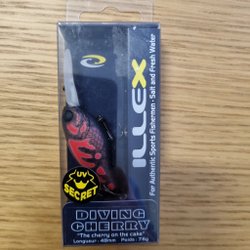 ILLEX
For Authentic Sports Fishermen - Salt and Fresh Water
UV
SECRET
DIVING
CHERRY
"The cherry on the cake"
Longueur : 48mm Poids : 7.6g